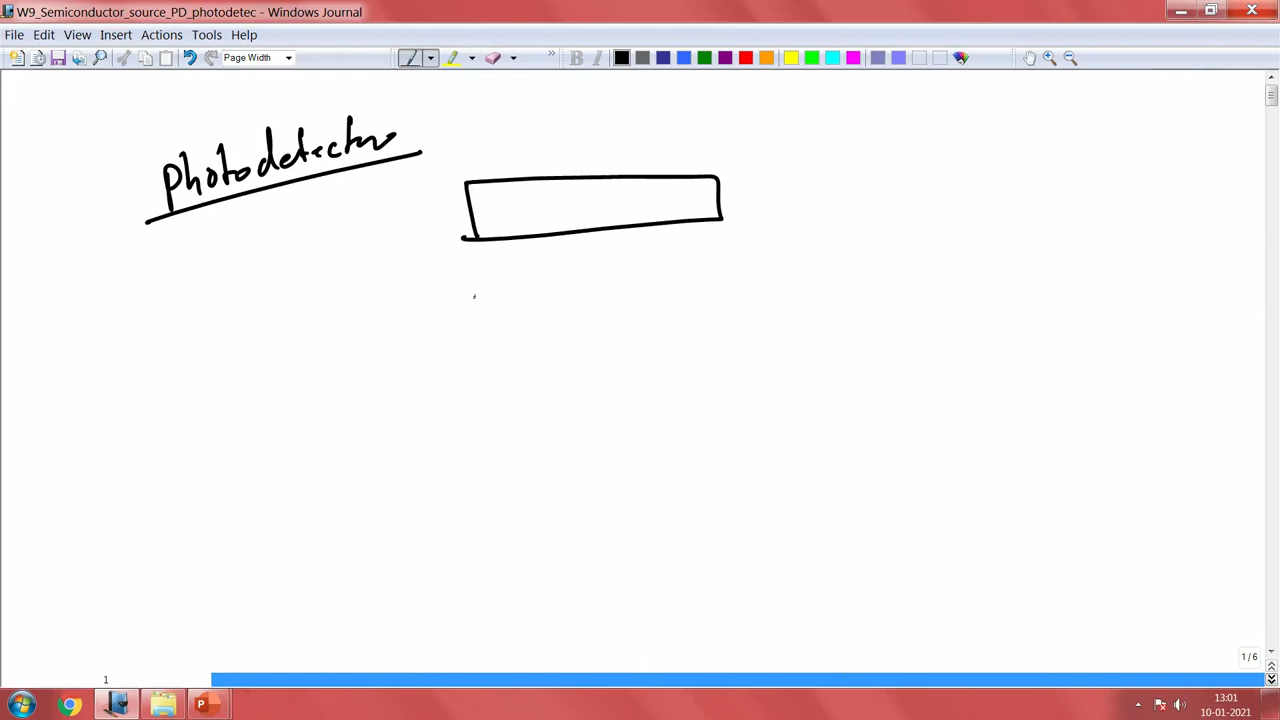 W9_Semiconductor_source_PD_photodetec - Windows Journal
File Edit View Insert Actions Tools Help
Page Width
B I
Photodetector
1/6
1
13:01
10-01-2021